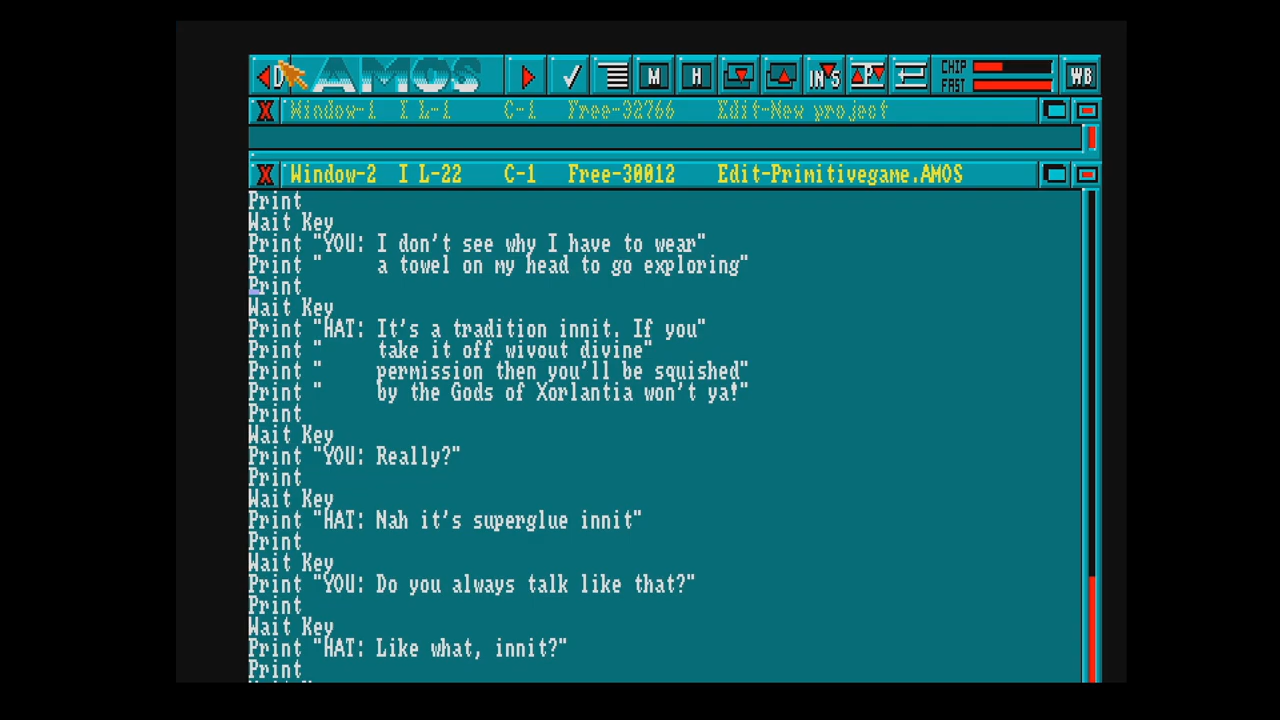 D AMOS M H INS P CHIP FAST WB
X Window-1 I L-1 C-1 Free-32766 Edit-New project
X Window-2 I L-22 C-1 Free-30012 Edit-Primitivegame.AMOS
Print
Wait Key
Print "YOU: I don't see why I have to wear"
Print "     a towel on my head to go exploring"
Print
Wait Key
Print "HAT: It's a tradition innit. If you"
Print "     take it off wivout divine"
Print "     permission then you'll be squished"
Print "     by the Gods of Xorlantia won't ya!"
Print
Wait Key
Print "YOU: Really?"
Print
Wait Key
Print "HAT: Nah it's superglue innit"
Print
Wait Key
Print "YOU: Do you always talk like that?"
Print
Wait Key
Print "HAT: Like what, innit?"
Print